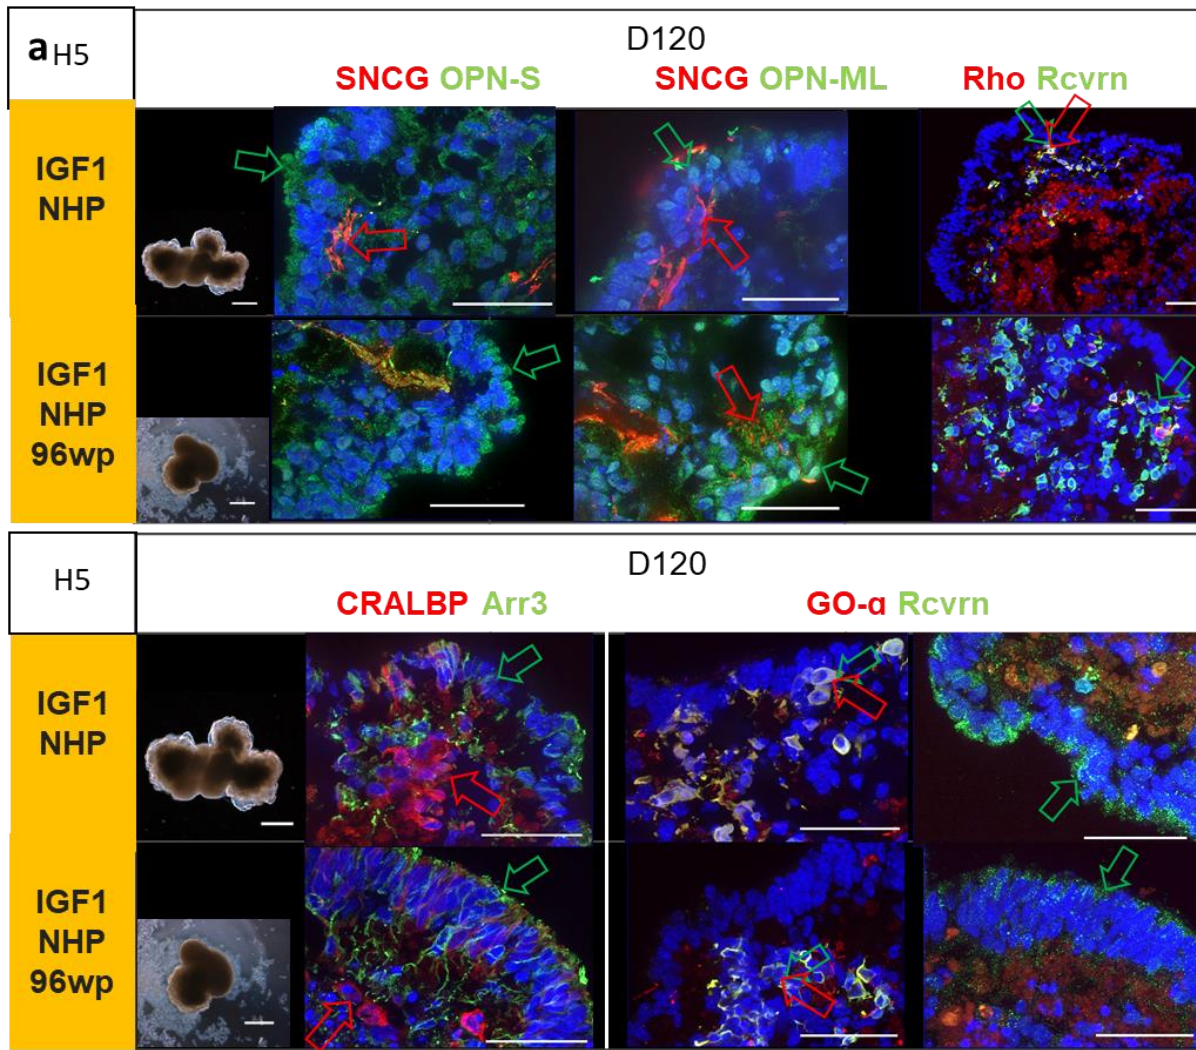 a H5
D120
SNCG OPN-S SNCG OPN-ML Rho Rcvrn
IGF1
NHP
IGF1
NHP
96wp
H5
D120
CRALBP Arr3 GO-α Rcvrn
IGF1
NHP
IGF1
NHP
96wp